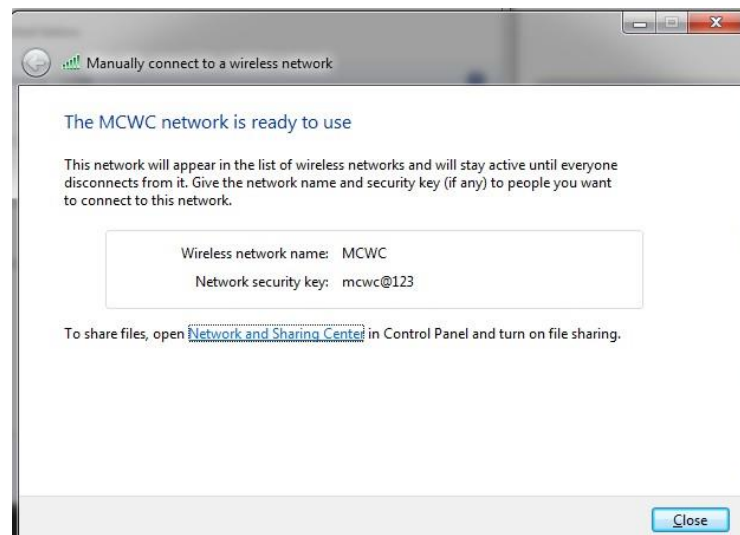 Manually connect to a wireless network
The MCWC network is ready to use
This network will appear in the list of wireless networks and will stay active until everyone
disconnects from it. Give the network name and security key (if any) to people you want
to connect to this network.
Wireless network name: MCWC
Network security key: mcwc@123
To share files, open Network and Sharing Center in Control Panel and turn on file sharing.
Close